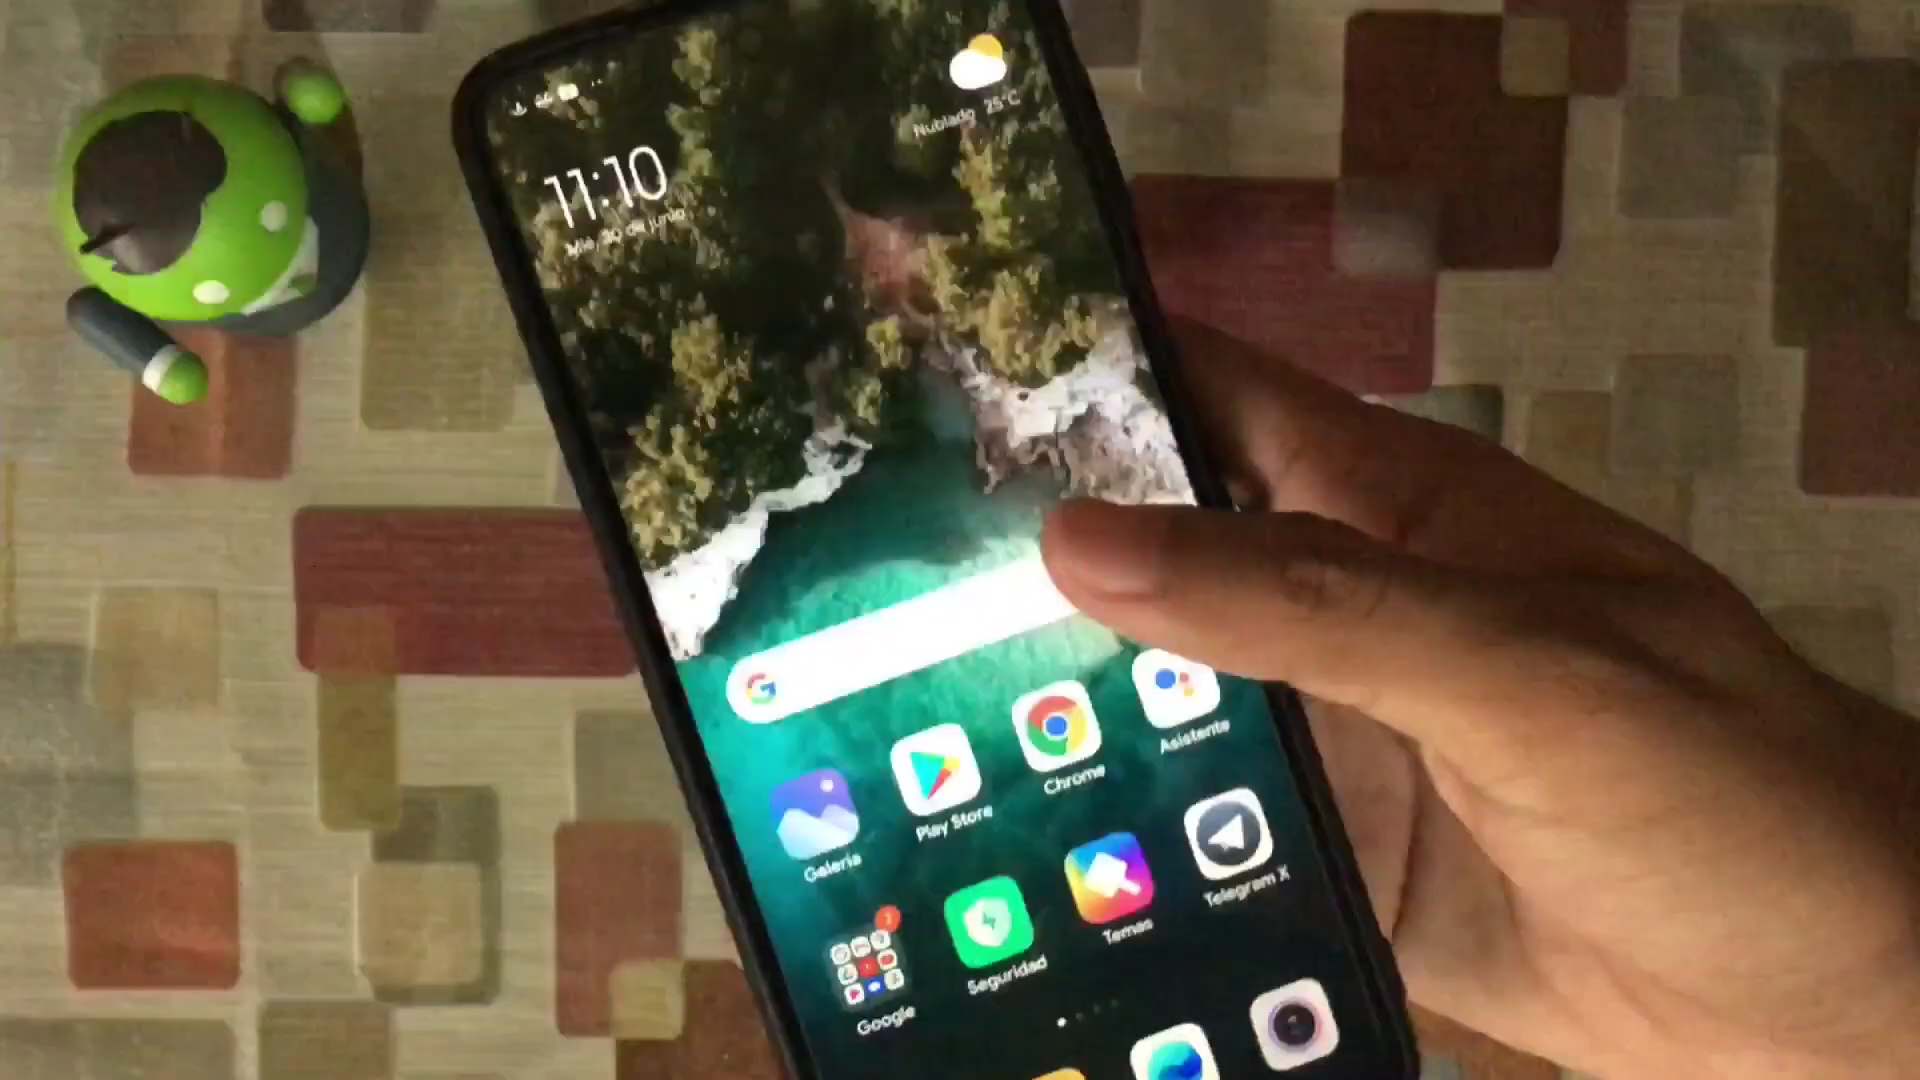 11:10
Mié, 30 de junio
Nublado 25°C
G
Galería
Play Store
Chrome
Asistente
Google
Seguridad
Temas
Telegram X